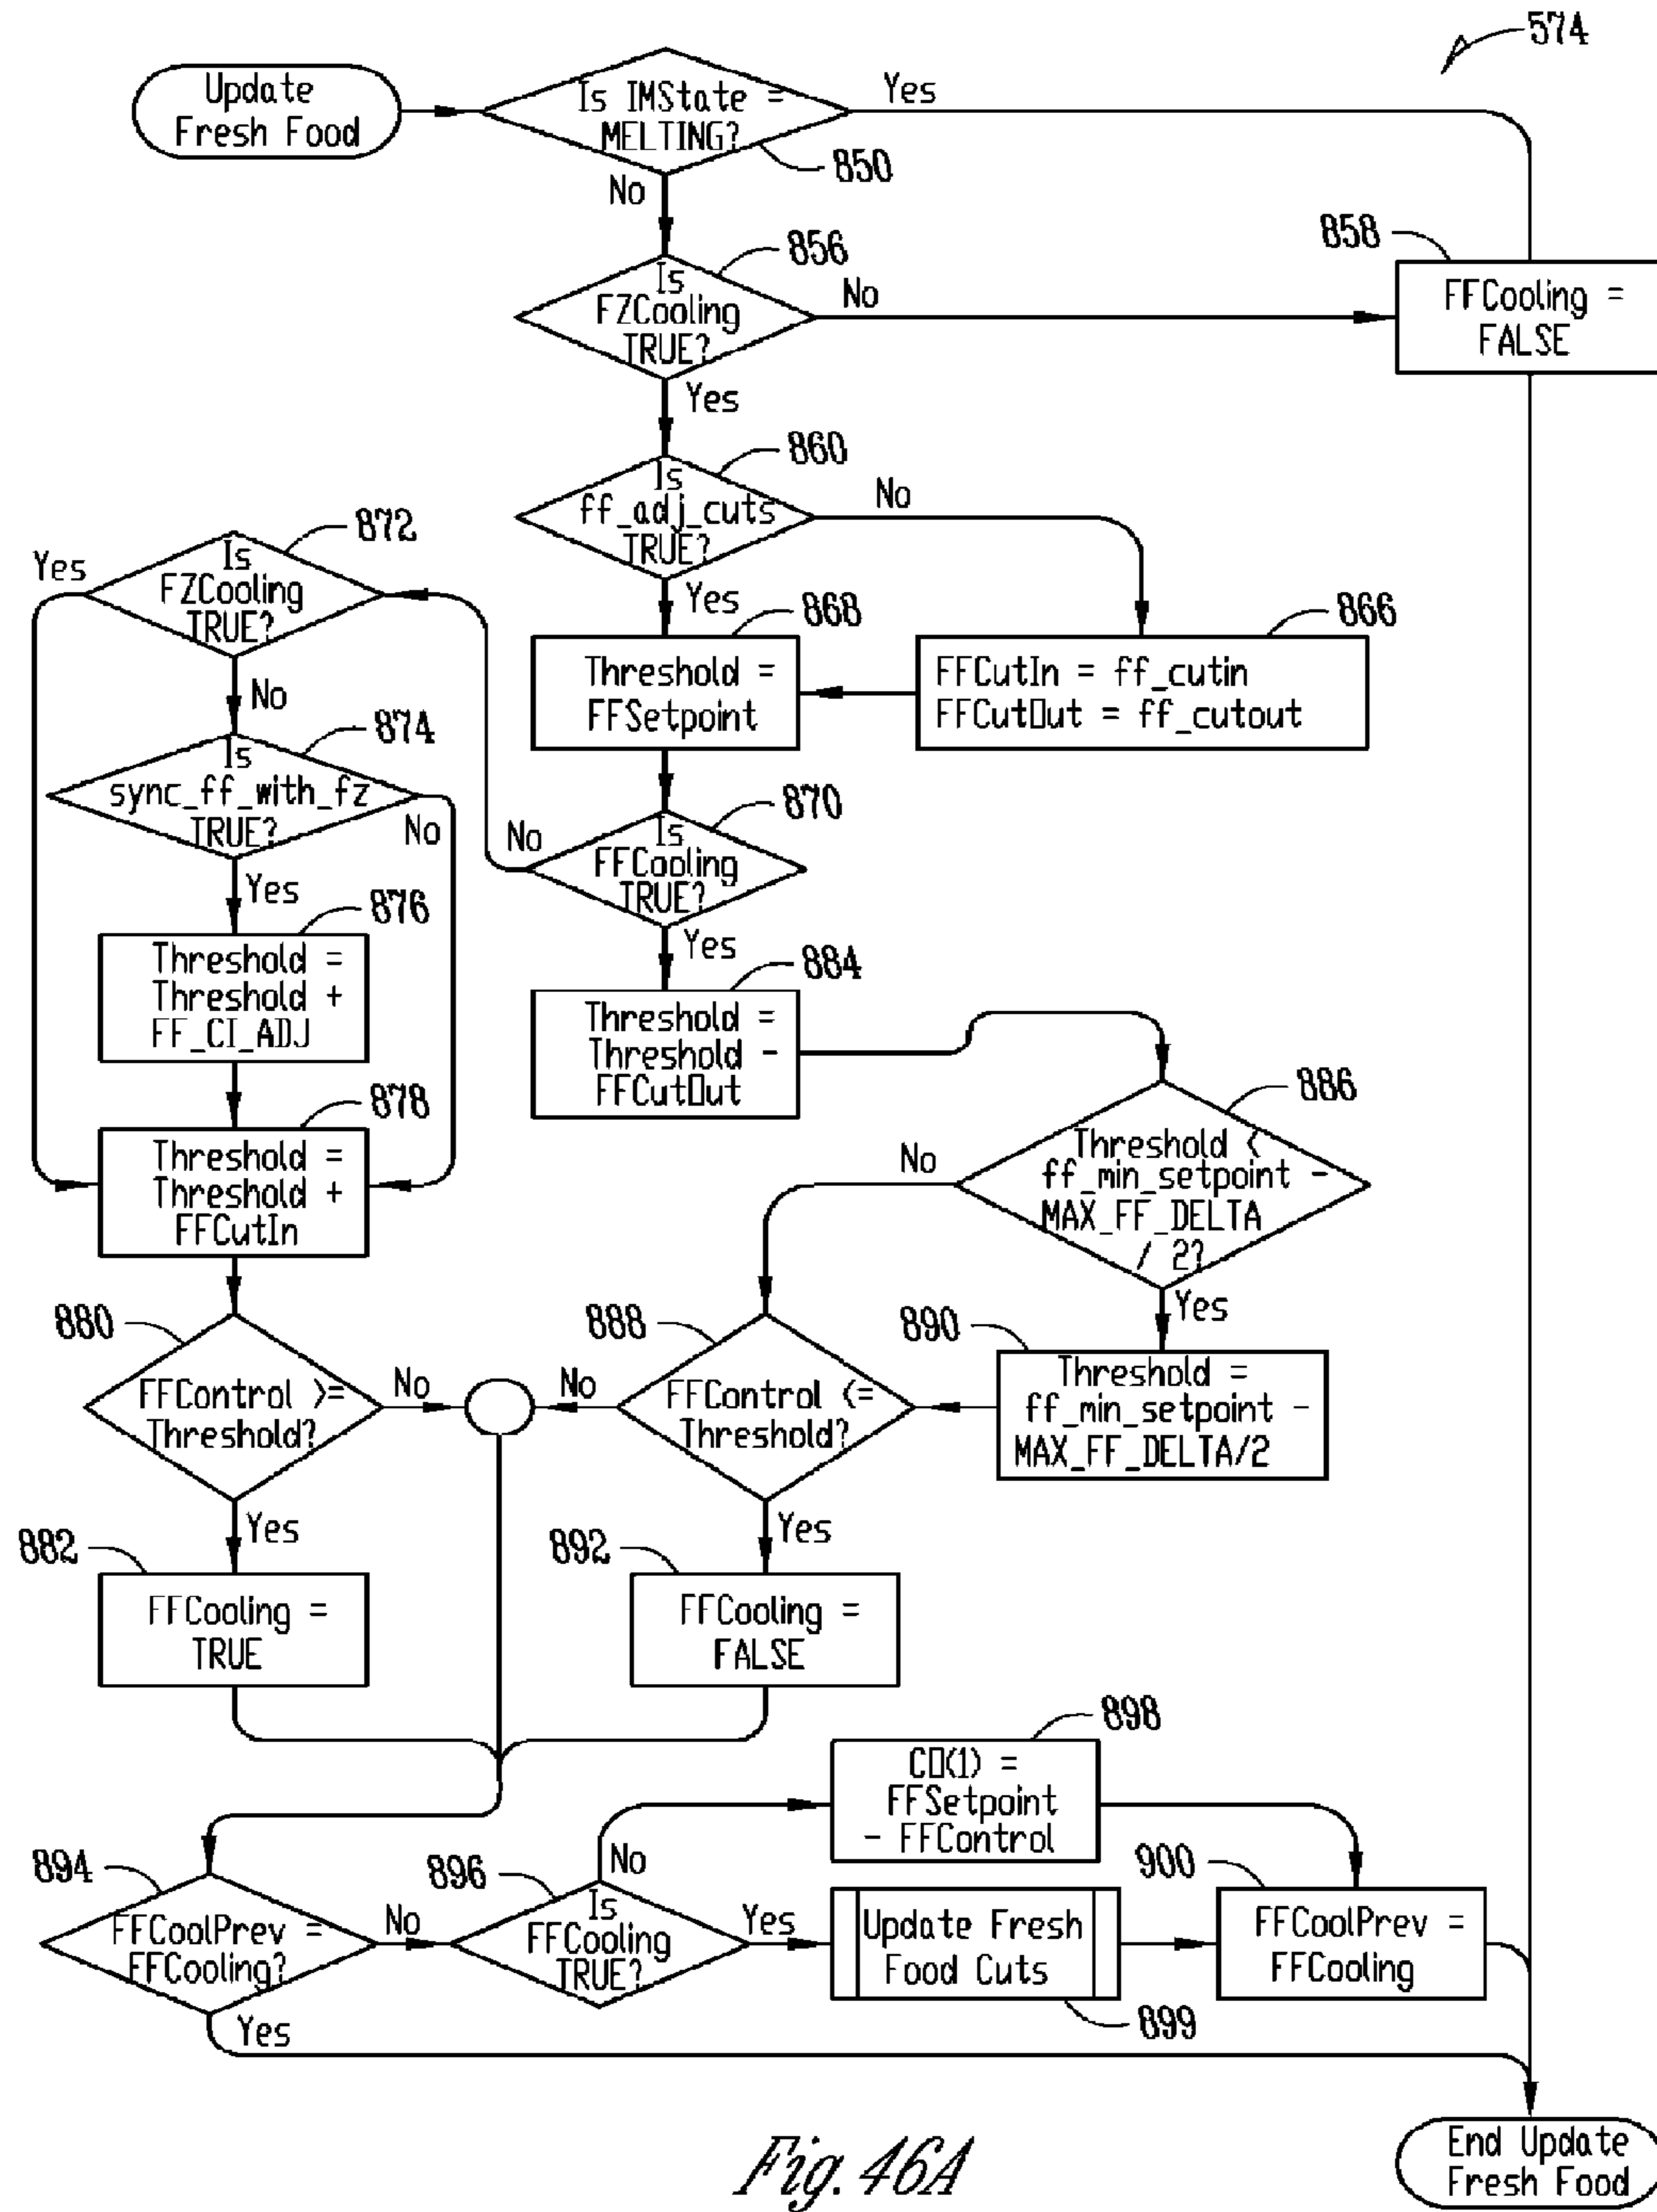 574
Update
Fresh Food
Is IMState =
MELTING?
Yes
850
No
856
Is
FZCooling
TRUE?
No
858
FFCooling =
FALSE
Yes
860
Is
ff_adj_cuts
TRUE?
No
872
Yes
Is
FZCooling
TRUE?
Yes
868
866
Threshold =
FFSetpoint
FFCutIn = ff_cutin
FFCutOut = ff_cutout
No
874
Is
sync_ff_with_fz
TRUE?
No
870
No
Is
FFCooling
TRUE?
Yes
876
Threshold =
Threshold +
FF_CI_ADJ
Yes
884
Threshold =
Threshold -
FFCutOut
878
Threshold =
Threshold +
FFCutIn
886
No
Threshold <
ff_min_setpoint -
MAX_FF_DELTA
/ 2?
Yes
880
FFControl >=
Threshold?
No
888
No
FFControl <=
Threshold?
890
Threshold =
ff_min_setpoint -
MAX_FF_DELTA/2
Yes
882
FFCooling =
TRUE
Yes
892
FFCooling =
FALSE
898
CO(1) =
FFSetpoint
- FFControl
894
FFCoolPrev =
FFCooling?
No
896
No
Is
FFCooling
TRUE?
Yes
Update Fresh
Food Cuts
899
900
FFCoolPrev =
FFCooling
Yes
End Update
Fresh Food
Fig. 46A